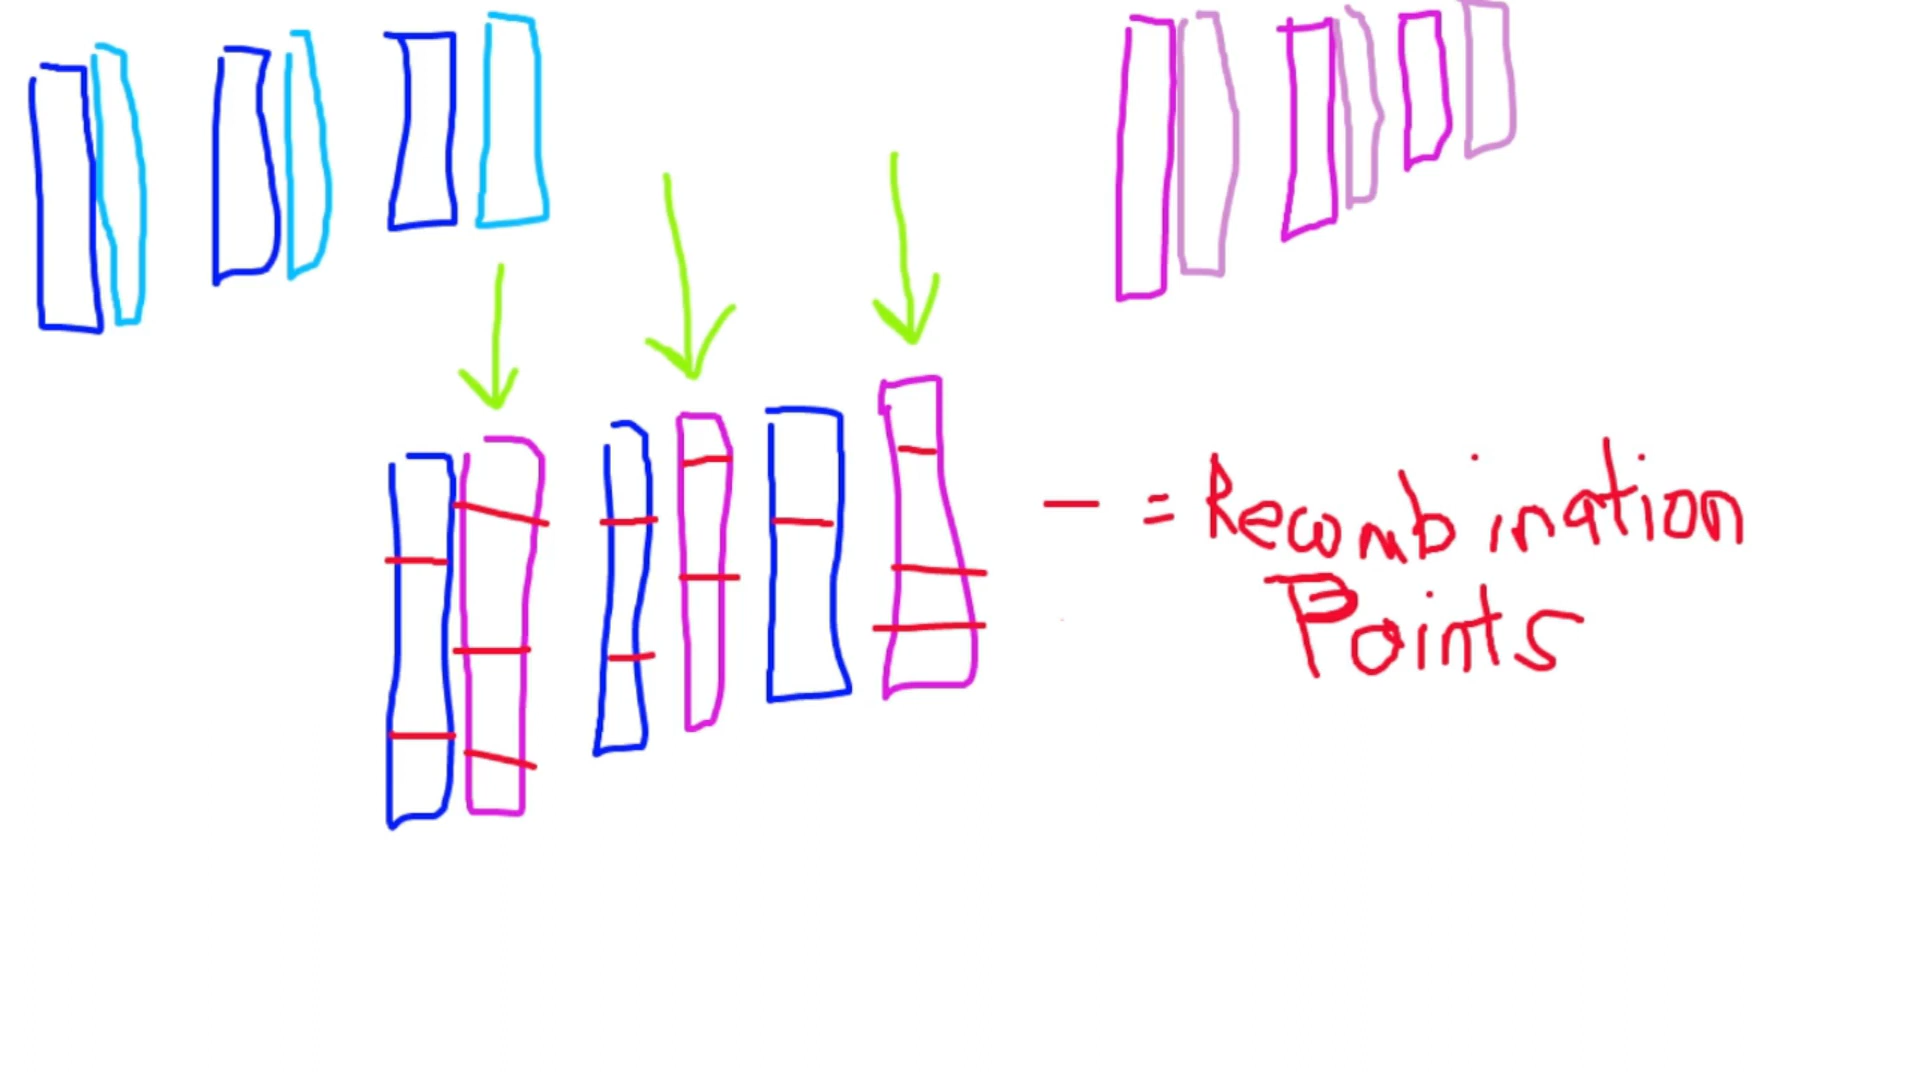 — = Recombination
Points